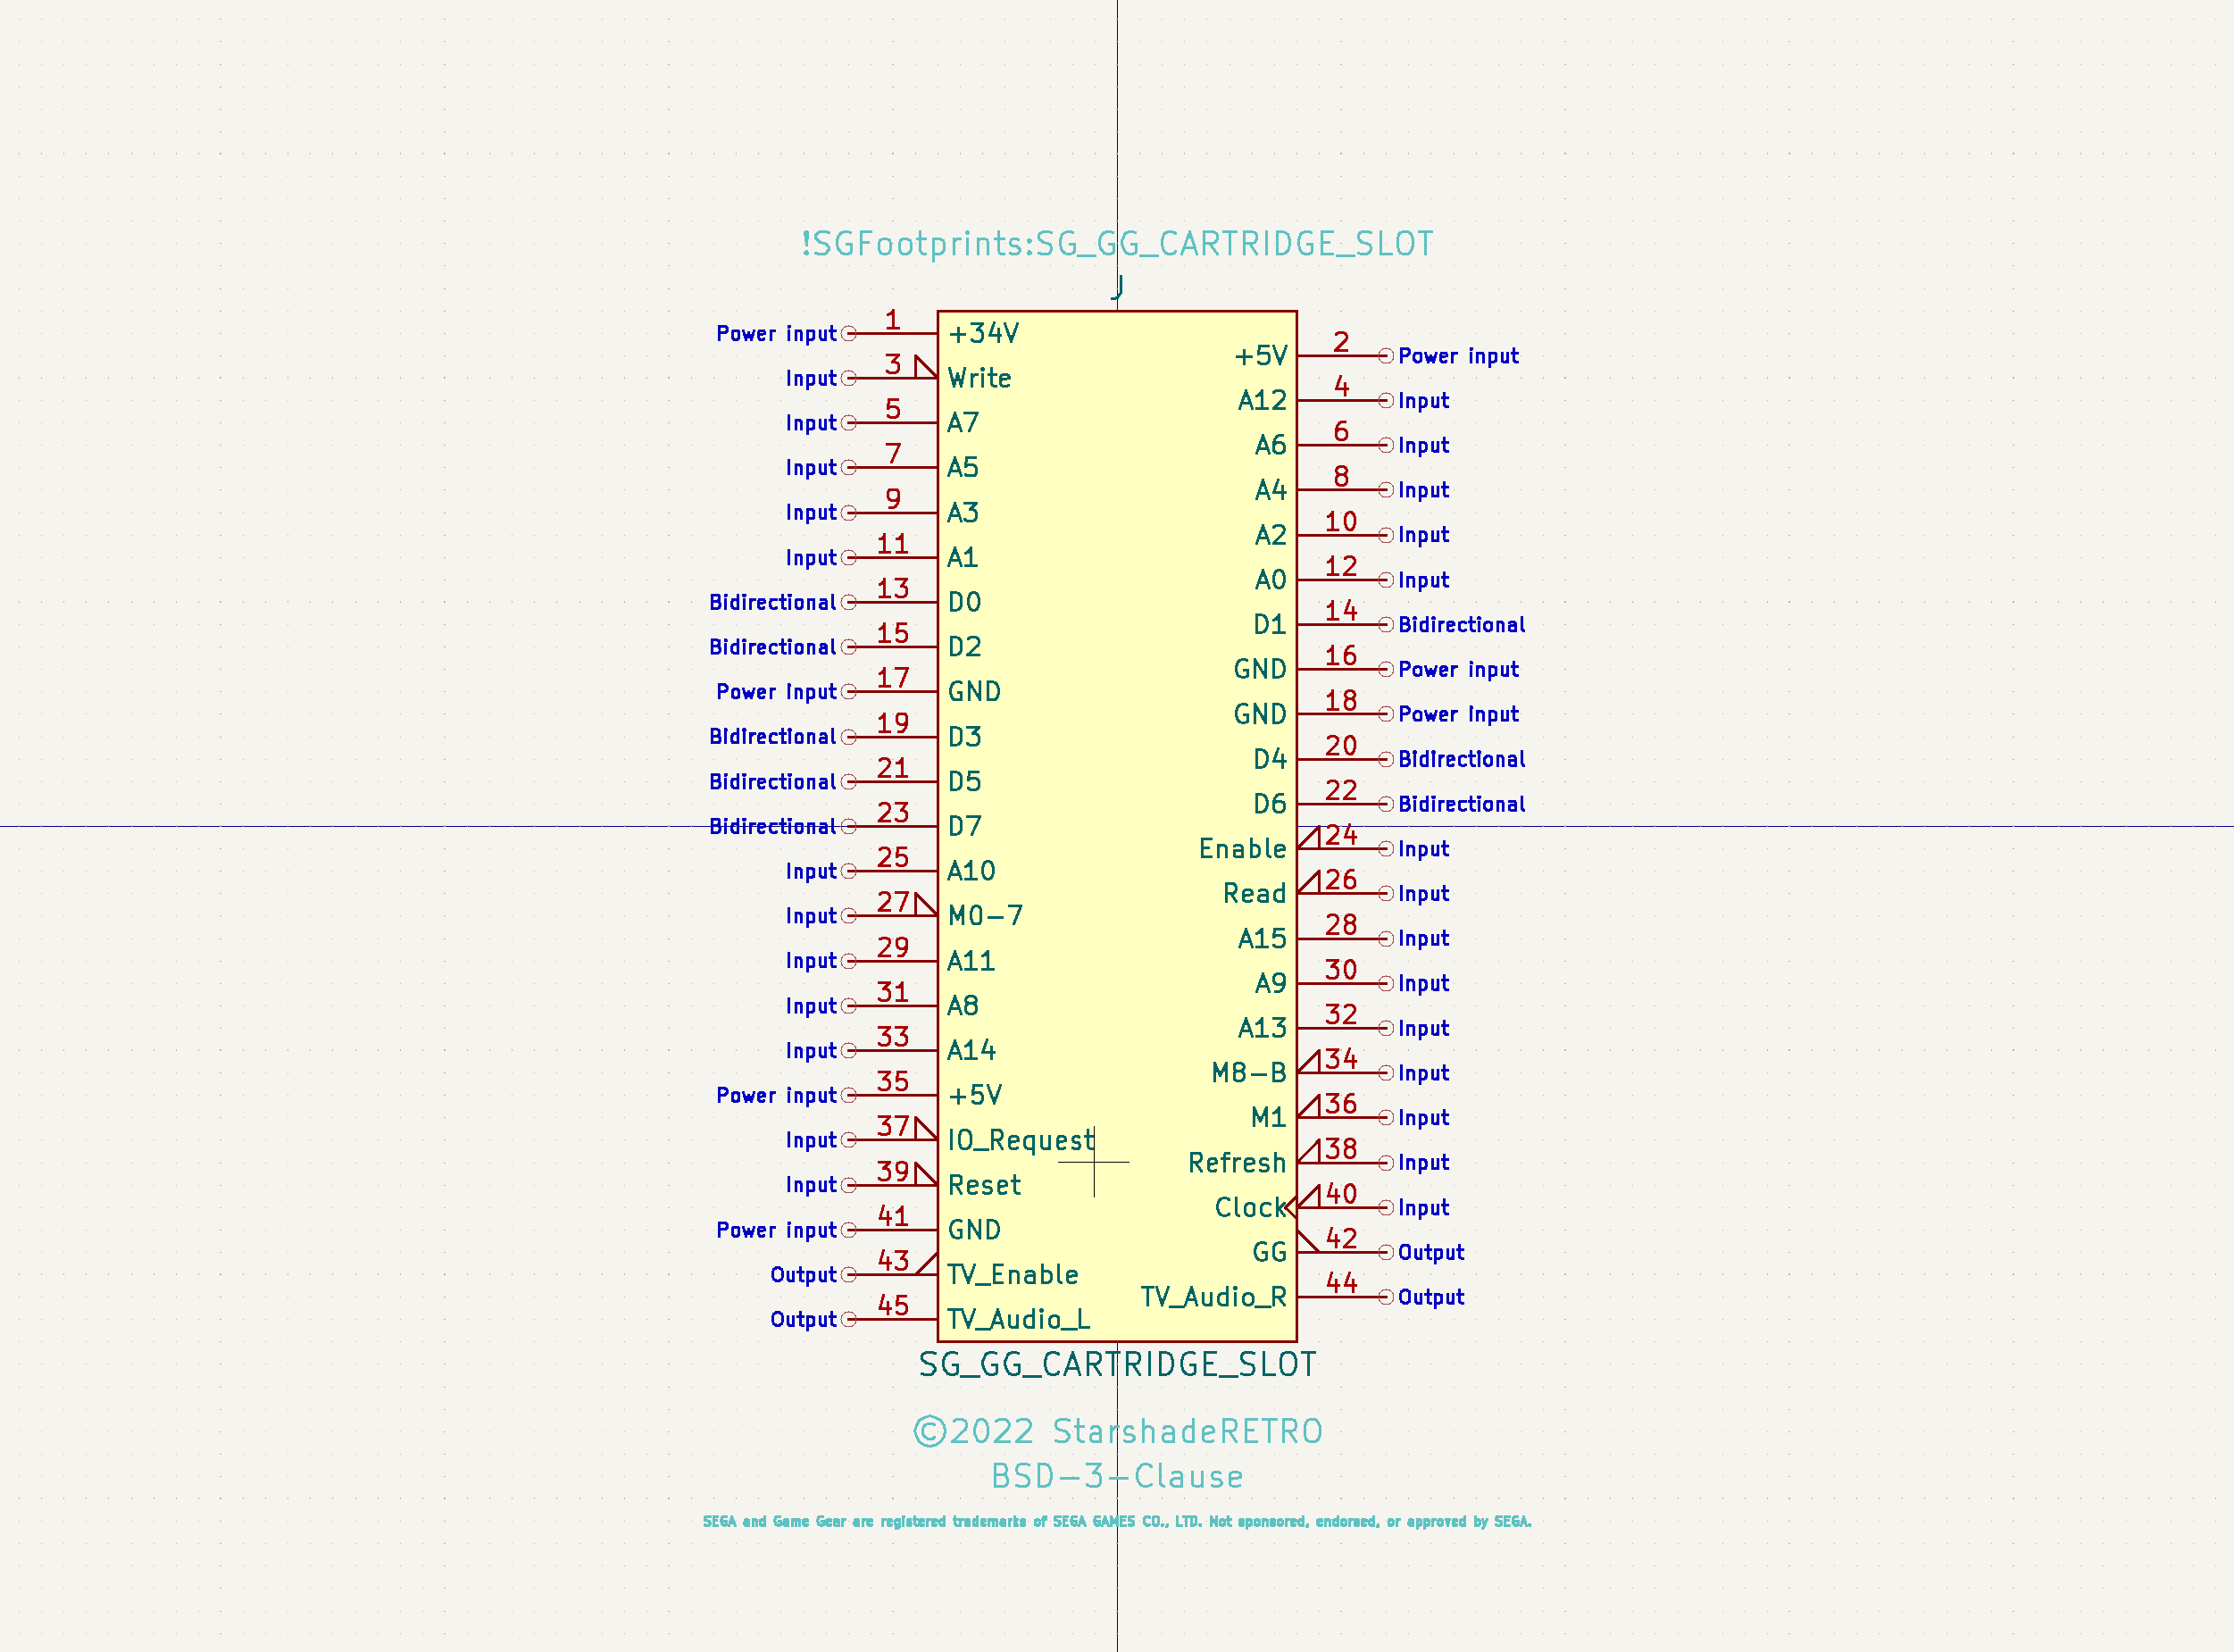 !SGFootprints:SG_GG_CARTRIDGE_SLOT
J
Power input 1 +34V
+5V 2 Power input
Input 3 Write
A12 4 Input
Input 5 A7
A6 6 Input
Input 7 A5
A4 8 Input
Input 9 A3
A2 10 Input
Input 11 A1
A0 12 Input
Bidirectional 13 D0
D1 14 Bidirectional
Bidirectional 15 D2
GND 16 Power input
Power input 17 GND
GND 18 Power input
Bidirectional 19 D3
D4 20 Bidirectional
Bidirectional 21 D5
D6 22 Bidirectional
Bidirectional 23 D7
Enable 24 Input
Input 25 A10
Read 26 Input
Input 27 M0-7
A15 28 Input
Input 29 A11
A9 30 Input
Input 31 A8
A13 32 Input
Input 33 A14
M8-B 34 Input
Power input 35 +5V
M1 36 Input
Input 37 IO_Request
Refresh 38 Input
Input 39 Reset
Clock 40 Input
Power input 41 GND
GG 42 Output
Output 43 TV_Enable
TV_Audio_R 44 Output
Output 45 TV_Audio_L
SG_GG_CARTRIDGE_SLOT
©2022 StarshadeRETRO
BSD-3-Clause
SEGA and Game Gear are registered trademarks of SEGA GAMES CO., LTD. Not sponsored, endorsed, or approved by SEGA.